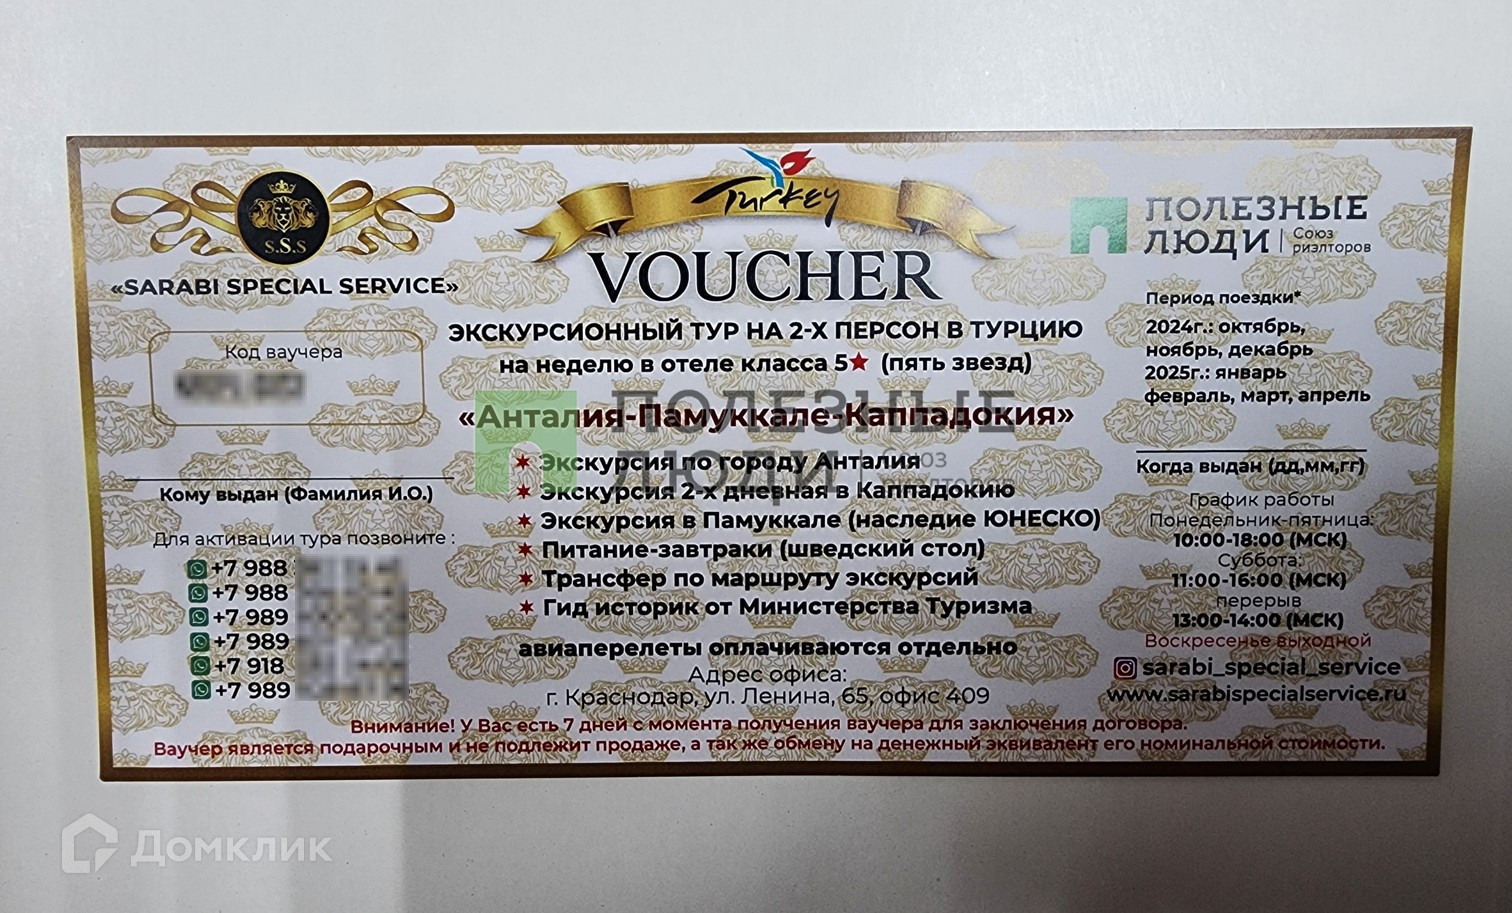 Turkey
S.S.S
«SARABI SPECIAL SERVICE»
Код ваучера
Кому выдан (Фамилия И.О.)
Для активации тура позвоните :
+7 988
+7 988
+7 989
+7 989
+7 918
+7 989
VOUCHER
ЭКСКУРСИОННЫЙ ТУР НА 2-Х ПЕРСОН В ТУРЦИЮ
на неделю в отеле класса 5★ (пять звезд)
«Анталия-Памуккале-Каппадокия»
Экскурсия по городу Анталия
Экскурсия 2-х дневная в Каппадокию
Экскурсия в Памуккале (наследие ЮНЕСКО)
Питание-завтраки (шведский стол)
Трансфер по маршруту экскурсий
Гид историк от Министерства Туризма
авиаперелеты оплачиваются отдельно
Адрес офиса:
г. Краснодар, ул. Ленина, 65, офис 409
ПОЛЕЗНЫЕ
ЛЮДИ
Союз
риэлторов
Период поездки*
2024г.: октябрь,
ноябрь, декабрь
2025г.: январь
февраль, март, апрель
Когда выдан (дд,мм,гг)
График работы
Понедельник-пятница:
10:00-18:00 (МСК)
Суббота:
11:00-16:00 (МСК)
перерыв
13:00-14:00 (МСК)
Воскресенье выходной
sarabi_special_service
www.sarabispecialservice.ru
Внимание! У Вас есть 7 дней с момента получения ваучера для заключения договора.
Ваучер является подарочным и не подлежит продаже, а так же обмену на денежный эквивалент его номинальной стоимости.
ПОЛЕЗНЫЕ
ЛЮДИ
Домклик